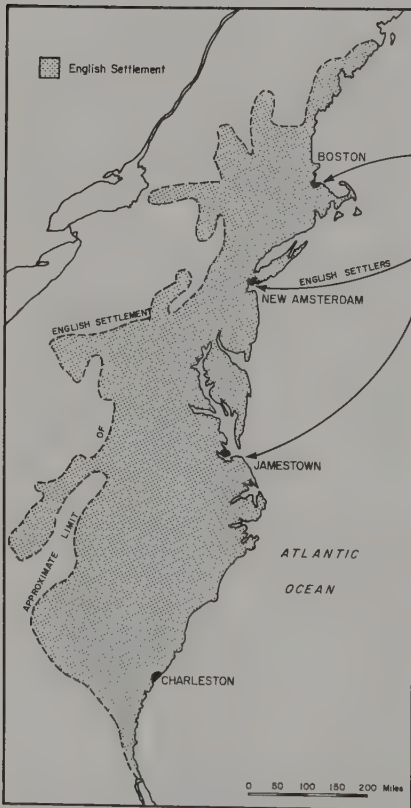 English Settlement
BOSTON
ENGLISH SETTLERS
NEW AMSTERDAM
APPROXIMATE LIMIT OF ENGLISH SETTLEMENT
JAMESTOWN
ATLANTIC
OCEAN
CHARLESTON
0 50 100 150 200 Miles